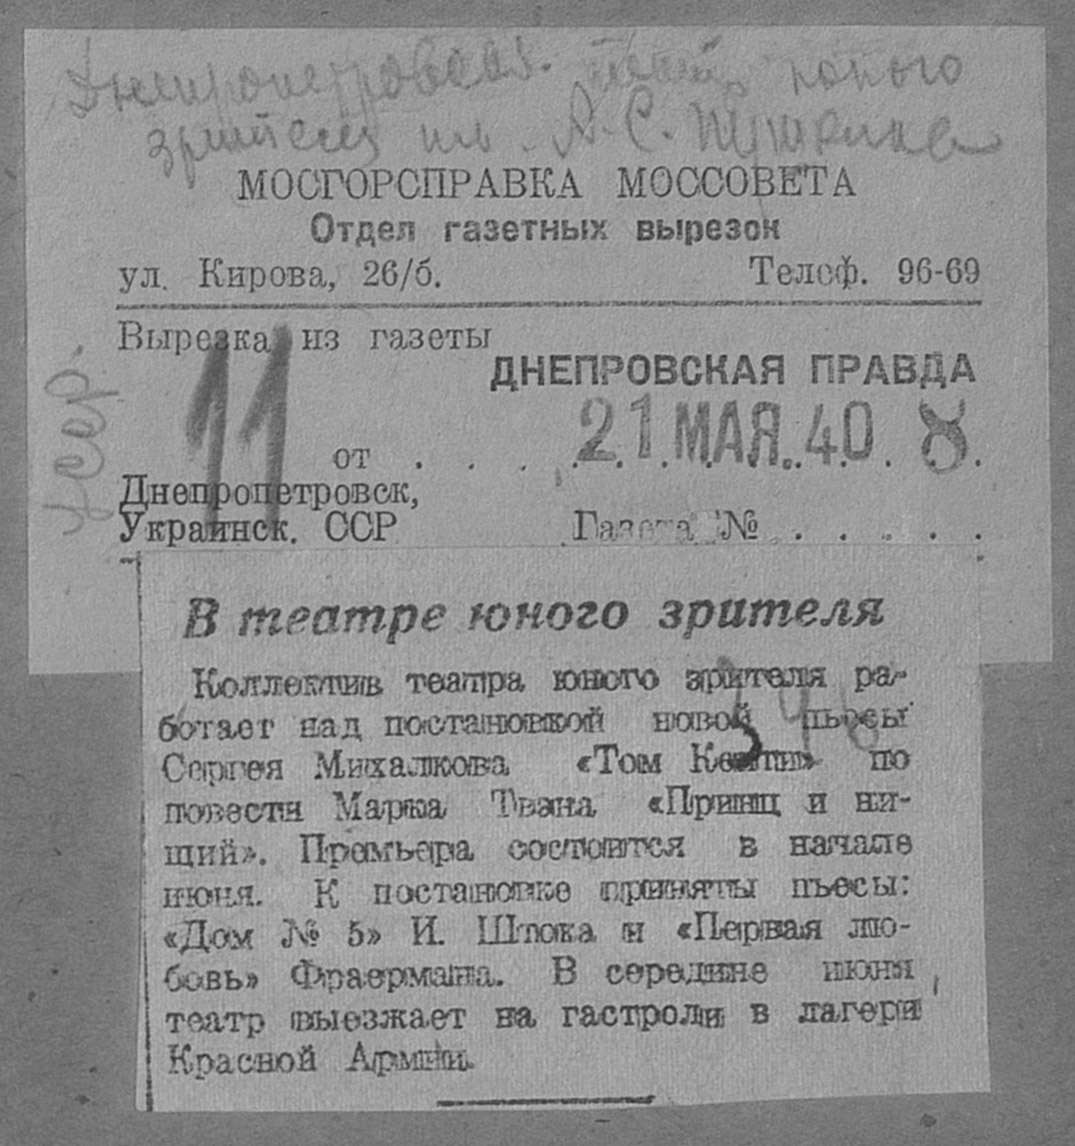 Днепропетровск. театр юного
зрителя им. А.С. Пушкина
МОСГОРСПРАВКА МОССОВЕТА
Отдел газетных вырезок
ул. Кирова, 26/б. Телеф. 96-69
Вырезка из газеты
ДНЕПРОВСКАЯ ПРАВДА
11
от . . . 21 МАЯ. 40 8
Днепропетровск,
Украинск. ССР Газета № . . . . .
В театре юного зрителя
Коллектив театра юного зрителя ра-
ботает над постановкой новой пьесы
Сергея Михалкова «Том Кенти» по
повести Марка Твэна «Принц и ни-
щий». Премьера состоится в начале
июня. К постановке приняты пьесы:
«Дом № 5» И. Штока и «Первая лю-
бовь» Фраермана. В середине июня
театр выезжает на гастроли в лагери
Красной Армии.